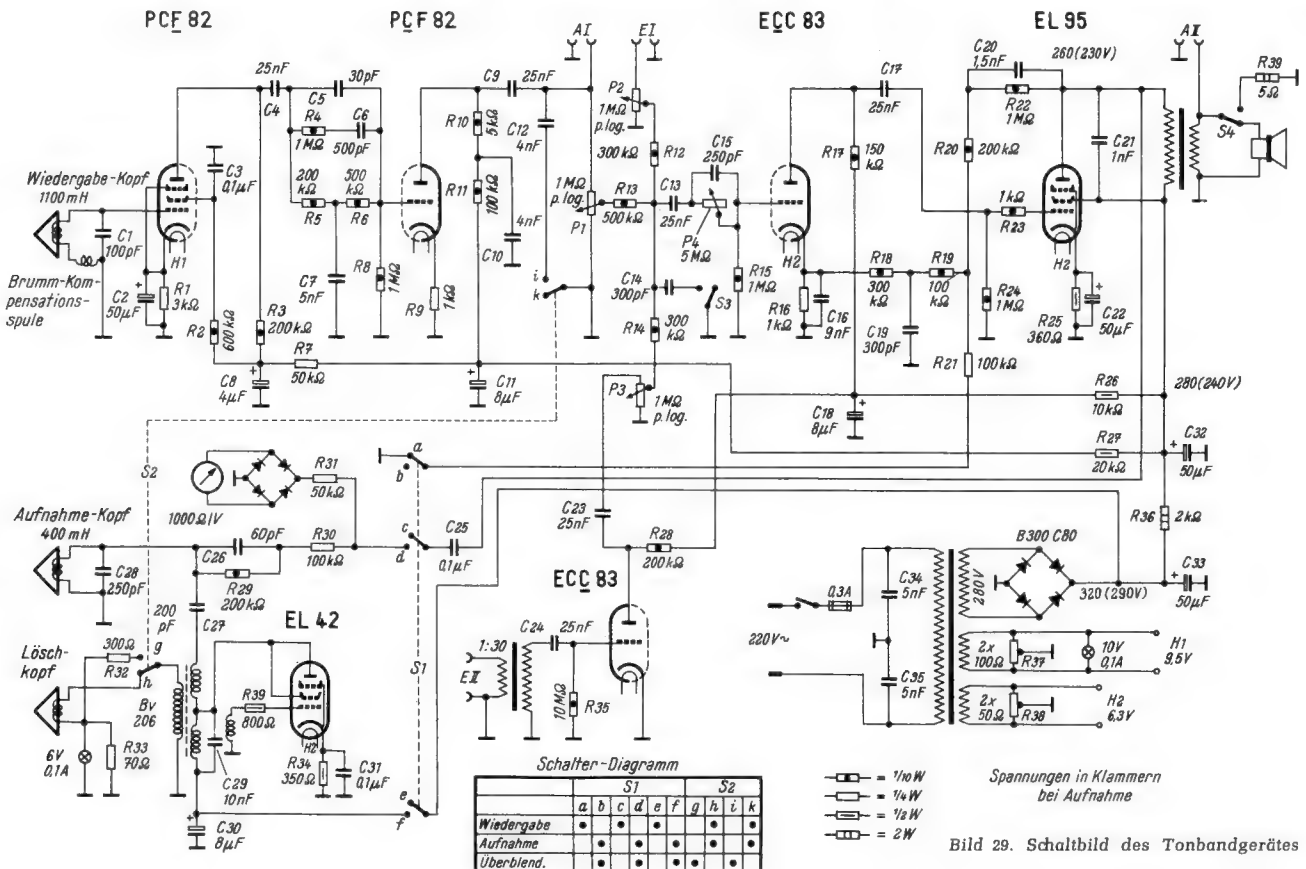 PCF 82
PCF 82
AI
EI
ECC 83
EL 95
AII
25nF
C4
30pF
C5
R4
1MΩ
C6
500pF
200 kΩ
R5
500 kΩ
R6
C7
5nF
R8
1MΩ
C3
0,1μF
Wiedergabe-Kopf
1100 mH
C1
100pF
Brumm-Kom-
pensations-
spule
H1
C2
50μF
R1
3kΩ
R2
600kΩ
R3
200kΩ
R7
50kΩ
C8
4μF
C9
25nF
R10
5kΩ
R11
100kΩ
C12
4nF
4nF
C10
R9
1kΩ
C11
8μF
i
k
P2
1MΩ
p.log.
300kΩ
R12
1MΩ
p.log.
P1
R13
500kΩ
C13
25nF
C15
250pF
P4
5MΩ
C14
300pF
S3
R15
1MΩ
300 kΩ
R14
P3
1MΩ
p.log.
C17
25nF
R17
150 kΩ
H2
R16
1kΩ
C16
9nF
R18
300 kΩ
R19
100 kΩ
C19
300pF
C18
8μF
C20
1,5nF
260(230V)
R22
1MΩ
R20
200kΩ
1kΩ
R23
R24
1MΩ
H2
R25
360Ω
C22
50μF
R21
100kΩ
C21
1nF
R39
5Ω
S4
280(240V)
R26
10kΩ
R27
20kΩ
C32
50μF
R36
2kΩ
C33
50μF
S2
1000Ω/V
R31
50kΩ
Aufnahme-Kopf
400 mH
C28
250pF
C26
60pF
R30
100kΩ
R29
200kΩ
200 pF
C27
a
b
c
d
C25
0,1μF
S1
C23
25nF
R28
200kΩ
ECC 83
1:30
C24
25nF
EII
10MΩ
R35
EL 42
Lösch-
kopf
300Ω
R32
g
h
Bv
206
R39
800Ω
H2
R34
350Ω
C31
0,1μF
C29
10nF
6V
0,1A
R33
70Ω
C30
8μF
e
f
220V~
0,3A
C34
5nF
C35
5nF
280V
B300 C80
320(290V)
2x
100Ω
R37
10V
0,1A
H1
9,5V
2x
50Ω
R38
H2
6,3V
Schalter-Diagramm
S1 S2
a b c d e f g h i k
Wiedergabe • • • • •
Aufnahme • • • • •
Überblend. • • • • •
= 1/10 W
= 1/4 W
= 1/2 W
= 2 W
Spannungen in Klammern
bei Aufnahme
Bild 29. Schaltbild des Tonbandgerätes